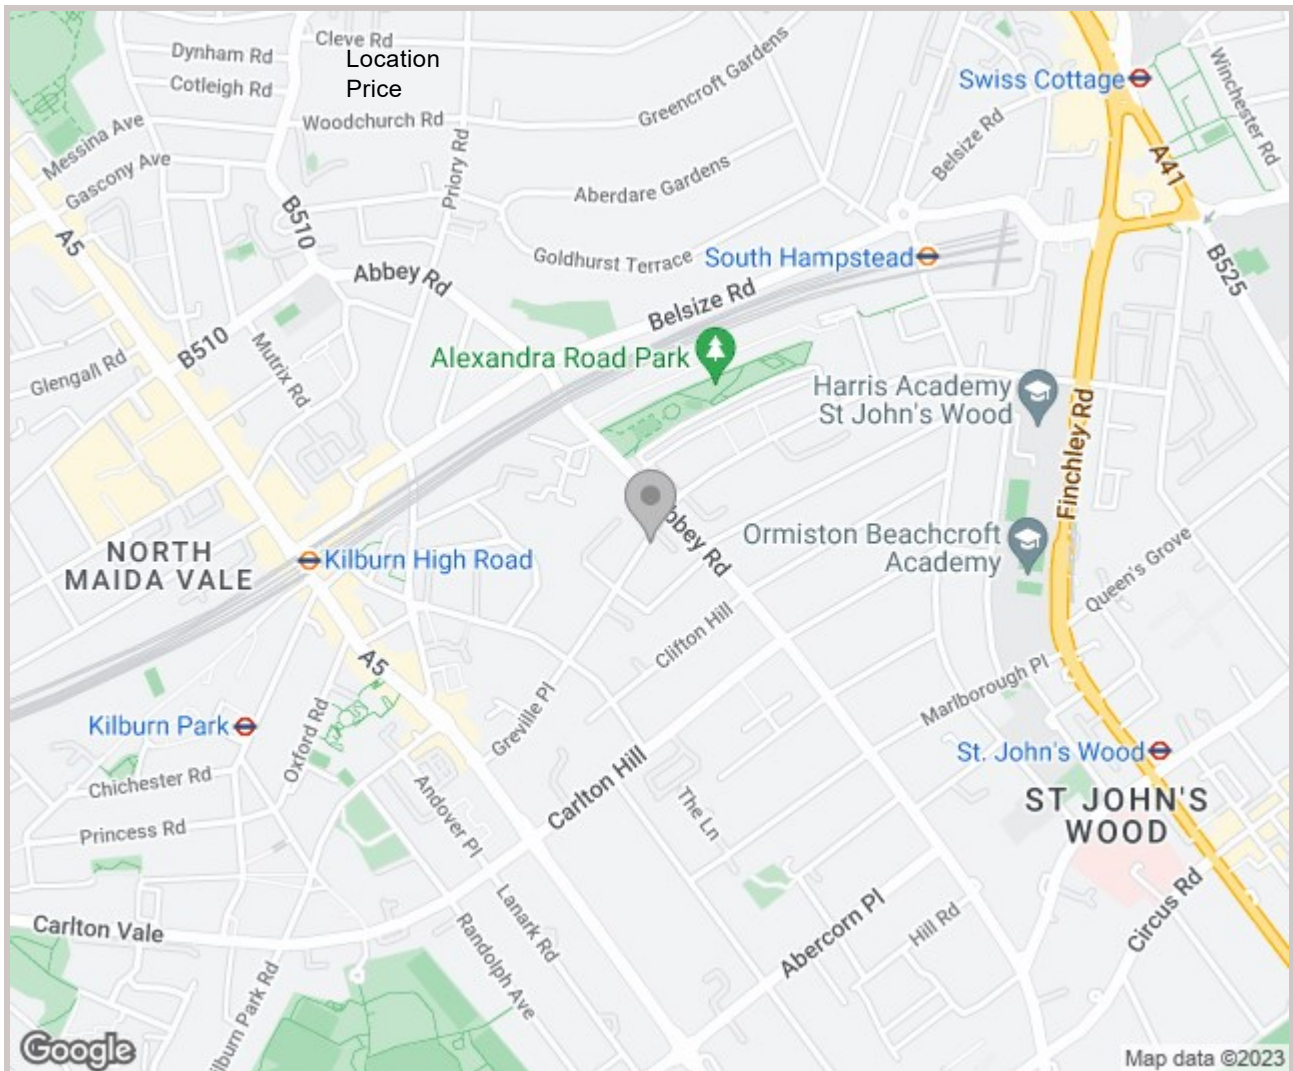 Cleve Rd
Dynham Rd
Location
Price
Cotleigh Rd
Woodchurch Rd
Greencroft Gardens
Swiss Cottage
Winchester Rd
Messina Ave
Gascony Ave
Priory Rd
Aberdare Gardens
Belsize Rd
A41
A5
B510
Goldhurst Terrace
South Hampstead
B525
Abbey Rd
Belsize Rd
B510
Mutrix Rd
Glengall Rd
Alexandra Road Park
Harris Academy
St John's Wood
Finchley Rd
Abbey Rd
Ormiston Beachcroft
Academy
NORTH
MAIDA VALE
Kilburn High Road
Queen's Grove
Clifton Hill
Marlborough Pl
A5
Kilburn Park
Oxford Rd
Greville Pl
St. John's Wood
ST JOHN'S
WOOD
Chichester Rd
Carlton Hill
The Ln
Princess Rd
Andover Pl
Lanark Rd
Randolph Ave
Abercorn Pl
Hill Rd
Circus Rd
Carlton Vale
Kilburn Park Rd
Google
Map data ©2023